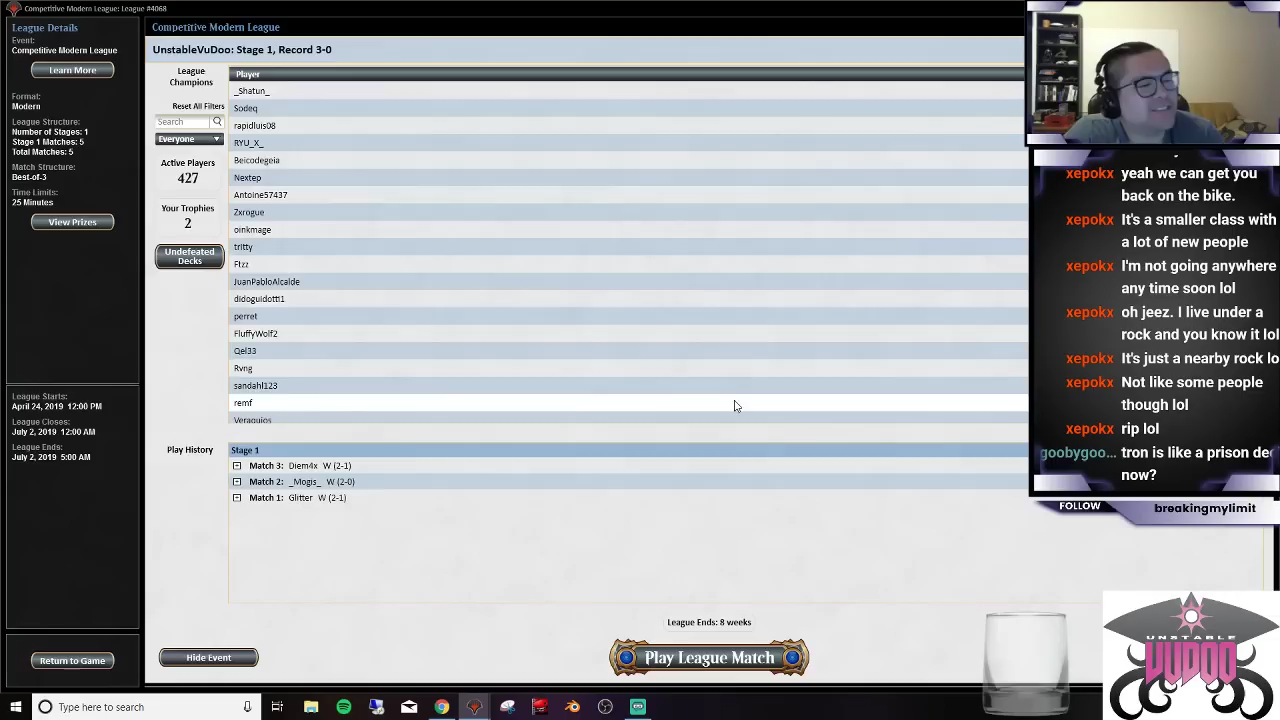 Competitive Modern League: League #4068
League Details
Event:
Competitive Modern League
Learn More
Format:
Modern
League Structure:
Number of Stages: 1
Stage 1 Matches: 5
Total Matches: 5
Match Structure:
Best-of-3
Time Limits:
25 Minutes
View Prizes
League Starts:
April 24, 2019 12:00 PM
League Closes:
July 2, 2019 12:00 AM
League Ends:
July 2, 2019 5:00 AM
Return to Game
Competitive Modern League
UnstableVuDoo: Stage 1, Record 3-0
League
Champions
Reset All Filters
Search
Everyone
Active Players
427
Your Trophies
2
Undefeated
Decks
Player
_Shatun_
Sodeq
rapidluis08
RYU_X_
Beicodegeia
Nextep
Antoine57437
Zxrogue
oinkmage
tritty
Ftzz
JuanPabloAlcalde
didoguidotti1
perret
FluffyWolf2
Qel33
Rvng
sandahl123
remf
Veraquios
Play History
Stage 1
Match 3: Diem4x W (2-1)
Match 2: _Mogis_ W (2-0)
Match 1: Glitter W (2-1)
League Ends: 8 weeks
Hide Event
Play League Match
xepokx yeah we can get you
back on the bike.
xepokx It's a smaller class with
a lot of new people
xepokx I'm not going anywhere
any time soon lol
xepokx oh jeez. I live under a
rock and you know it lol
xepokx It's just a nearby rock lo
xepokx Not like some people
though lol
xepokx rip lol
goobygoo... tron is like a prison dec
now?
FOLLOW breakingmylimit
UNSTABLE
VUDOO
Type here to search